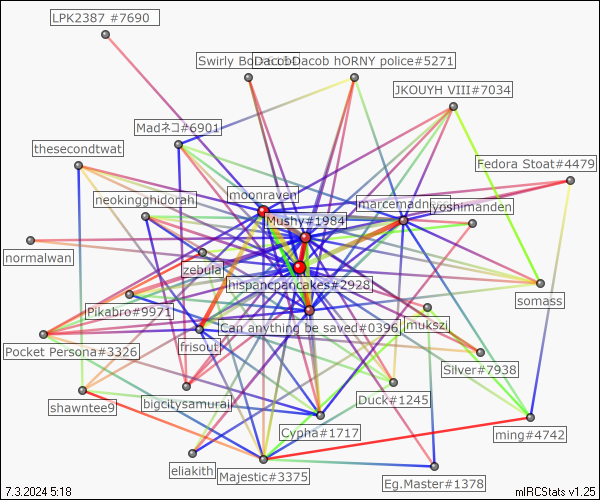 LPK2387 #7690
Swirly Bo
Dacob hORNY police#5271
JKOUYH VIII#7034
Madネコ#6901
thesecondtwat
Fedora Stoat#4479
neokingghidorah
moonraven
marcemadn
yoshimanden
Mushy#1984
normalwan
zebula
hispancpancakes#2928
somass
Pikabro#9971
Can anything be saved#0396
mukszi
Pocket Persona#3326
frisout
Silver#7938
shawntee9
bigcitysamurai
Duck#1245
Cypha#1717
ming#4742
eliakith
Majestic#3375
Eg.Master#1378
7.3.2024 5:18
mIRCStats v1.25